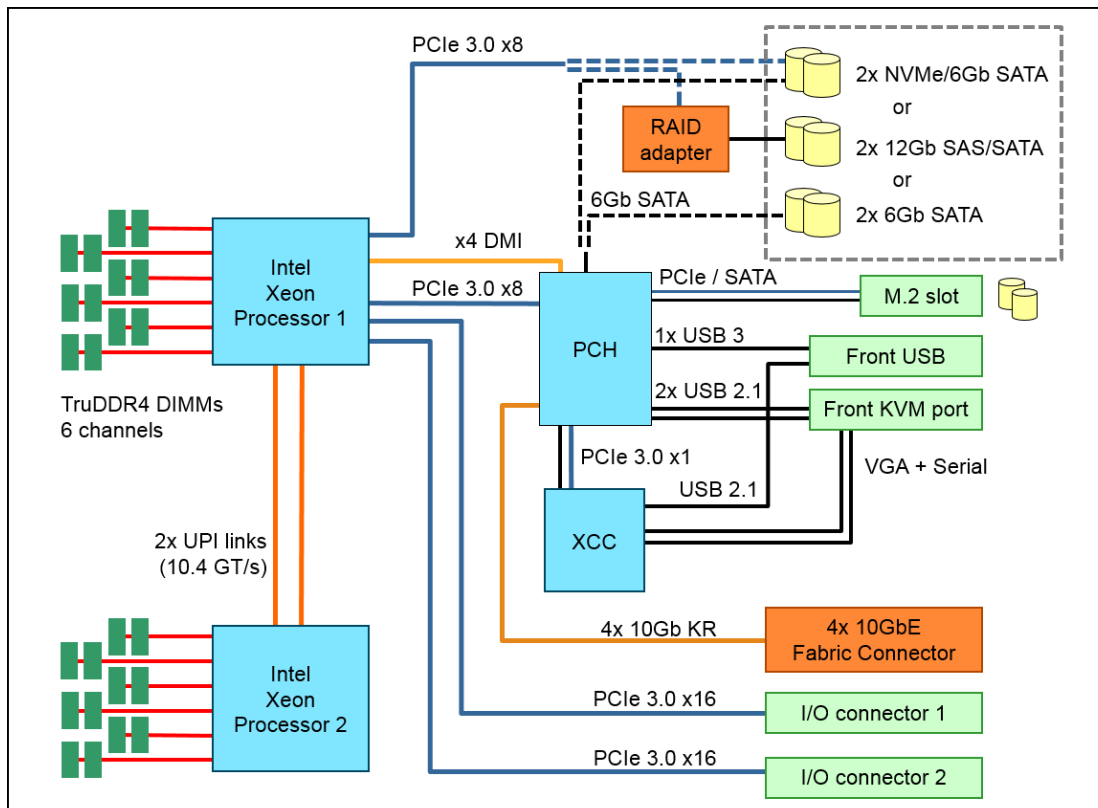 PCIe 3.0 x8
2x NVMe/6Gb SATA
or
RAID
adapter
2x 12Gb SAS/SATA
or
6Gb SATA
2x 6Gb SATA
Intel
Xeon
Processor 1
x4 DMI
PCIe 3.0 x8
PCIe / SATA
M.2 slot
PCH
1x USB 3
Front USB
2x USB 2.1
Front KVM port
TruDDR4 DIMMs
6 channels
PCIe 3.0 x1
VGA + Serial
USB 2.1
XCC
2x UPI links
(10.4 GT/s)
4x 10Gb KR
4x 10GbE
Fabric Connector
Intel
Xeon
Processor 2
PCIe 3.0 x16
I/O connector 1
PCIe 3.0 x16
I/O connector 2